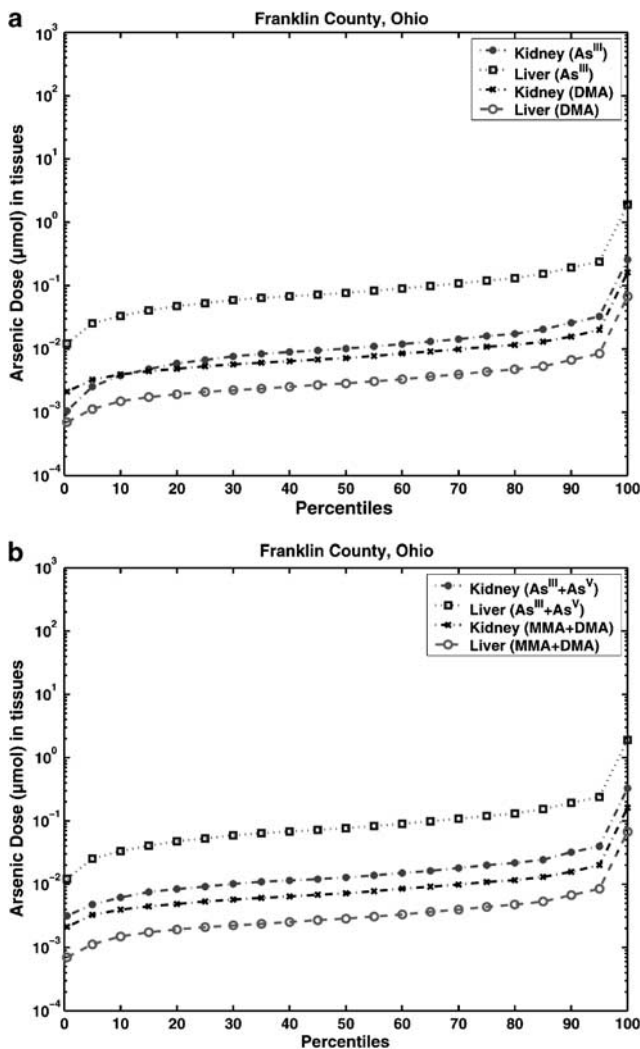 a
Franklin County, Ohio
Kidney (As^III)
Liver (As^III)
Kidney (DMA)
Liver (DMA)
Arsenic Dose (μmol) in tissues
10^3
10^2
10^1
10^0
10^−1
10^−2
10^−3
10^−4
0 10 20 30 40 50 60 70 80 90 100
Percentiles
b
Franklin County, Ohio
Kidney (As^III+As^V)
Liver (As^III+As^V)
Kidney (MMA+DMA)
Liver (MMA+DMA)
Arsenic Dose (μmol) in tissues
10^3
10^2
10^1
10^0
10^−1
10^−2
10^−3
10^−4
0 10 20 30 40 50 60 70 80 90 100
Percentiles